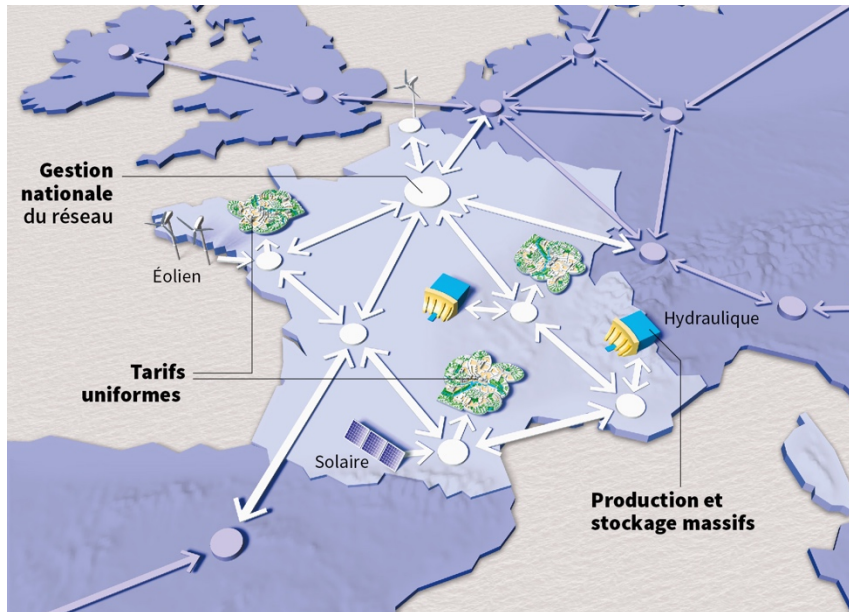 Gestion
nationale
du réseau
Éolien
Hydraulique
Tarifs
uniformes
Solaire
Production et
stockage massifs